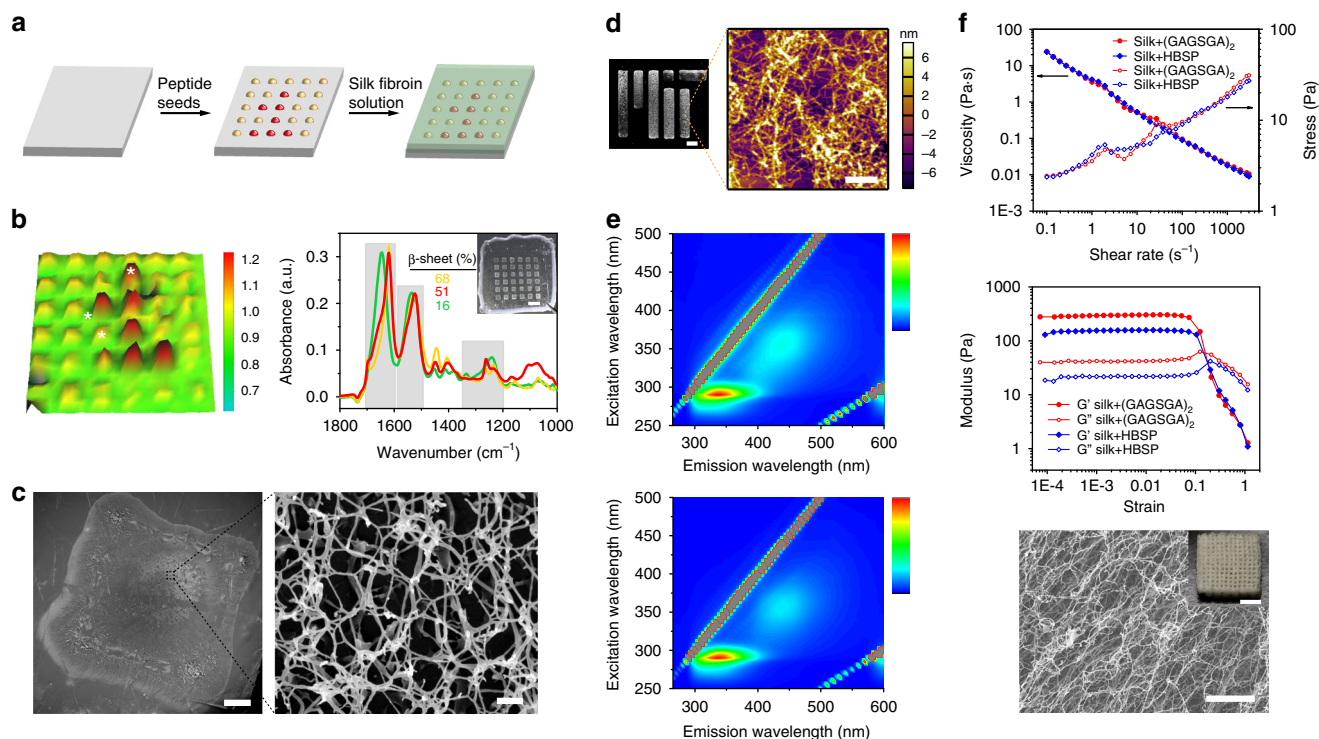 a
Peptide
seeds
Silk fibroin
solution
b
1.2
1.1
1.0
0.9
0.8
0.7
Absorbance (a.u.)
0.3
0.2
0.1
0.0
β-sheet (%)
68
51
16
1800 1600 1400 1200 1000
Wavenumber (cm⁻¹)
c
d
nm
6
4
2
0
−2
−4
−6
e
Excitation wavelength (nm)
500
450
400
350
300
250
300 400 500 600
Emission wavelength (nm)
Excitation wavelength (nm)
500
450
400
350
300
250
300 400 500 600
Emission wavelength (nm)
f
Viscosity (Pa·s)
100
10
1
0.1
0.01
1E-3
Silk+(GAGSGA)₂
Silk+HBSP
Silk+(GAGSGA)₂
Silk+HBSP
100
10
1
Stress (Pa)
0.1 1 10 100 1000
Shear rate (s⁻¹)
Modulus (Pa)
1000
100
10
1
G' silk+(GAGSGA)₂
G" silk+(GAGSGA)₂
G' silk+HBSP
G" silk+HBSP
1E-4 1E-3 0.01 0.1 1
Strain